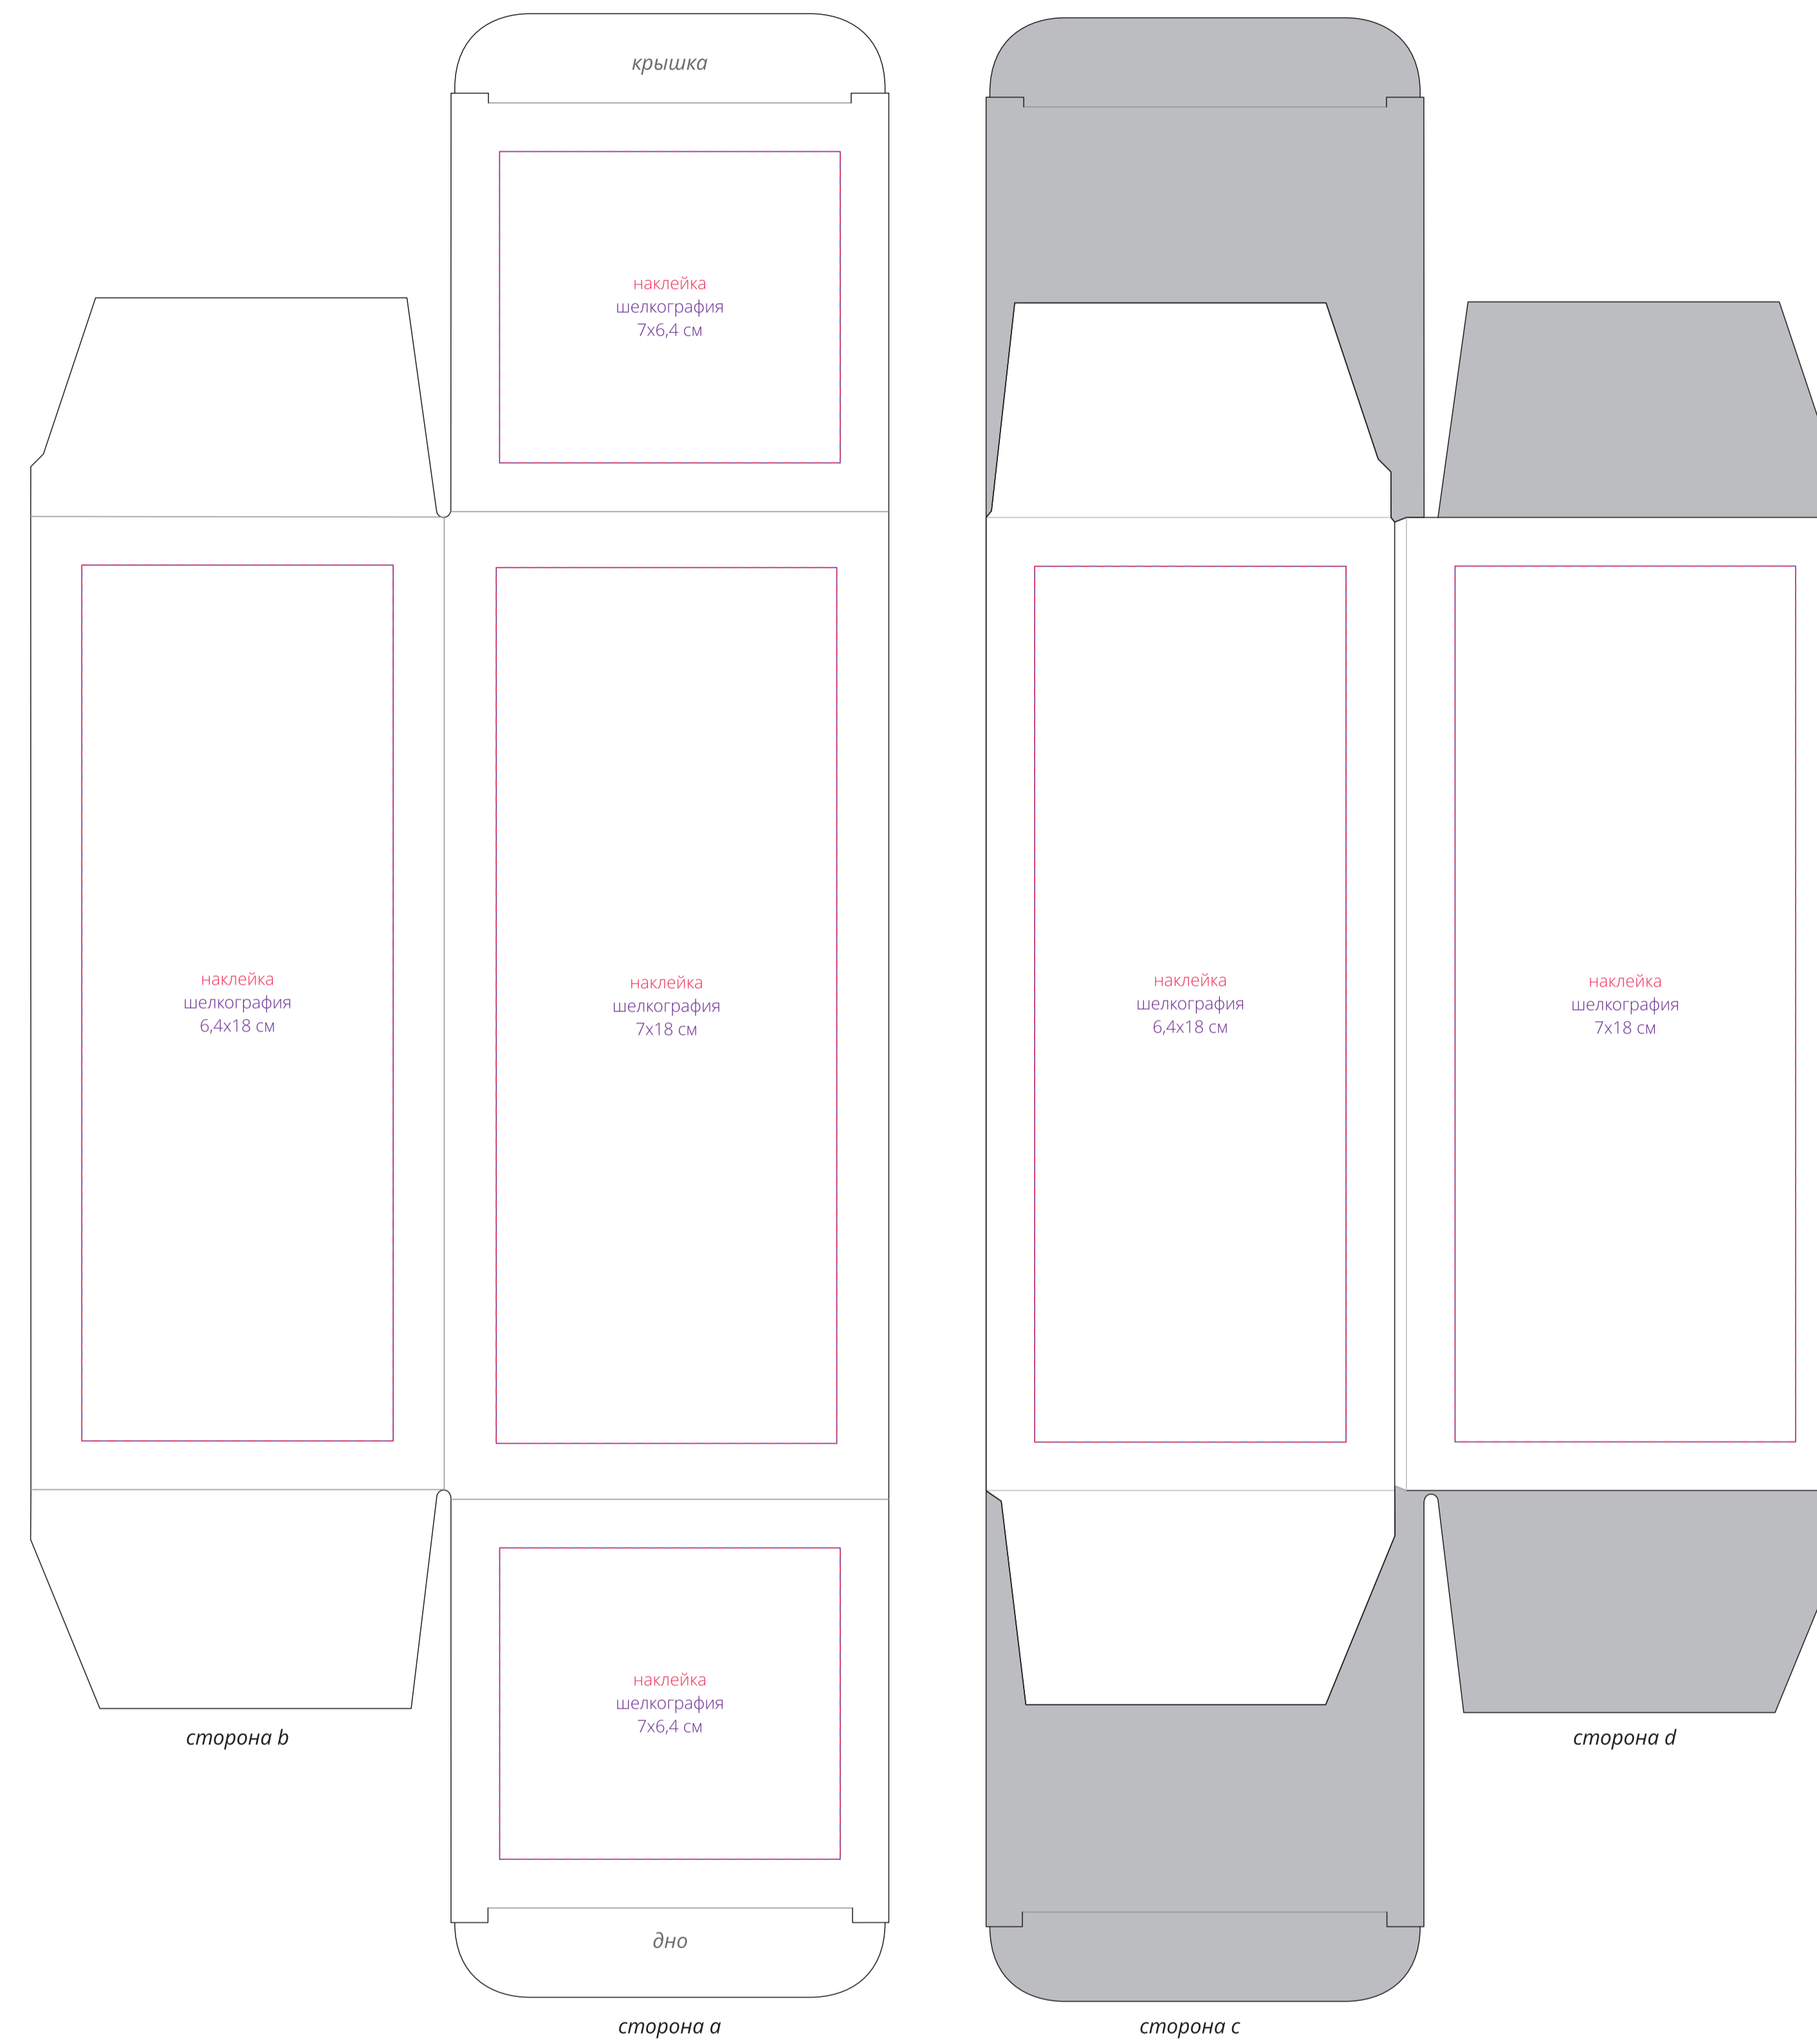 крышка
наклейка
шелкография
7х6,4 см
наклейка
шелкография
6,4х18 см
наклейка
шелкография
7х18 см
наклейка
шелкография
6,4х18 см
наклейка
шелкография
7х18 см
наклейка
шелкография
7х6,4 см
сторона b
сторона d
дно
сторона a
сторона c